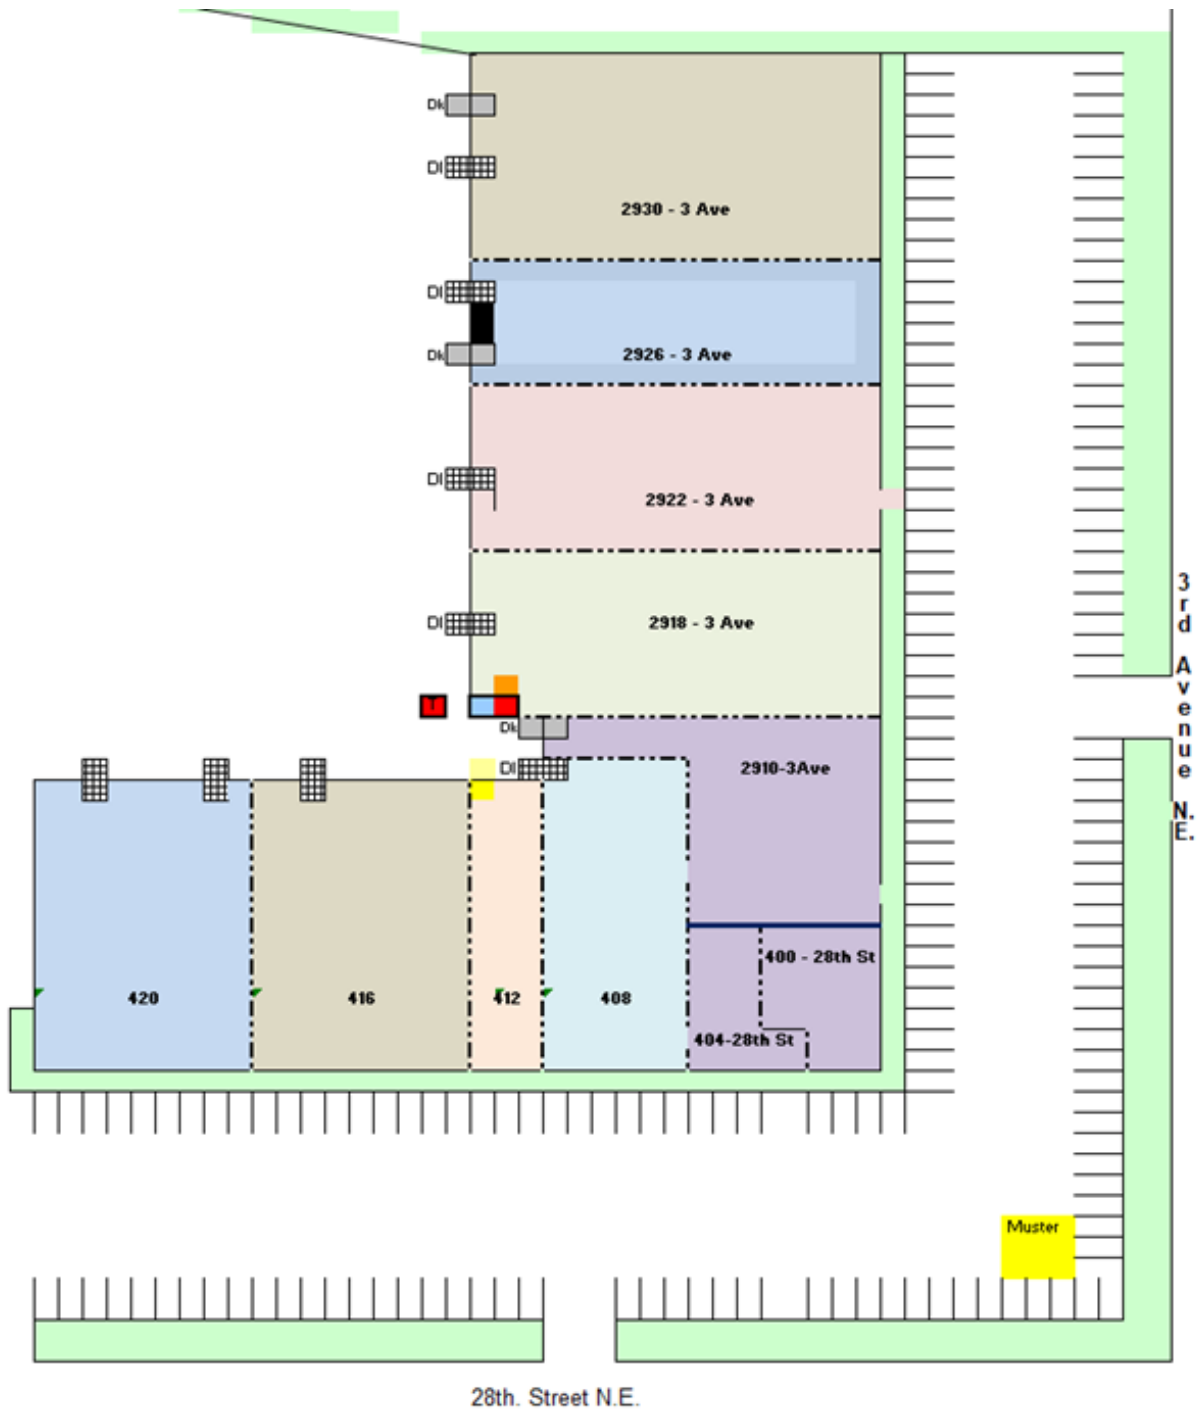 Dk
Dl
2930 - 3 Ave
Dl
Dk
2926 - 3 Ave
Dl
2922 - 3 Ave
Dl
2918 - 3 Ave
T
Dk
Dl
2910-3Ave
400 - 28th St
420
416
412
408
404-28th St
3rd Avenue N.E.
Muster
28th. Street N.E.